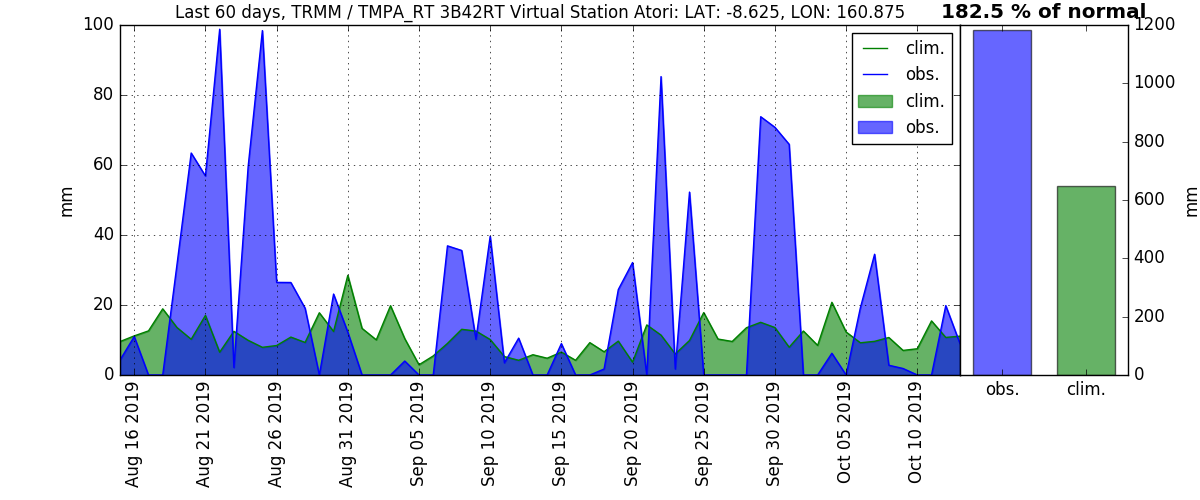 Last 60 days, TRMM / TMPA_RT 3B42RT Virtual Station Atori: LAT: -8.625, LON: 160.875
182.5 % of normal
100
80
60
40
20
0
mm
clim.
obs.
clim.
obs.
1200
1000
800
600
400
200
0
mm
Aug 16 2019
Aug 21 2019
Aug 26 2019
Aug 31 2019
Sep 05 2019
Sep 10 2019
Sep 15 2019
Sep 20 2019
Sep 25 2019
Sep 30 2019
Oct 05 2019
Oct 10 2019
obs.
clim.